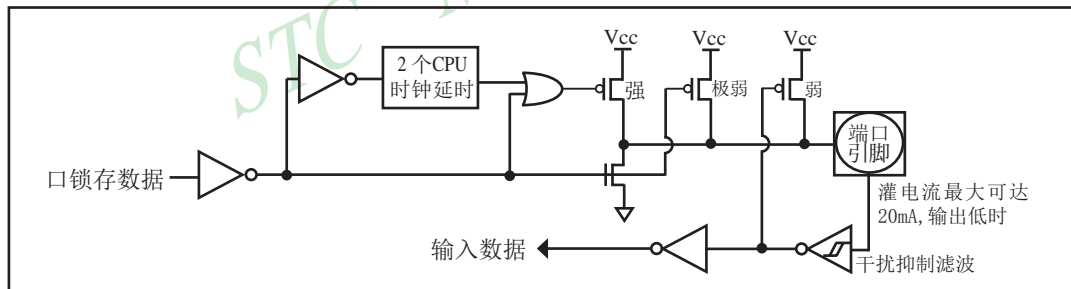 STC
Vcc
Vcc
Vcc
2 个CPU
时钟延时
强
极弱
弱
端口
引脚
口锁存数据
灌电流最大可达
20mA,输出低时
输入数据
干扰抑制滤波